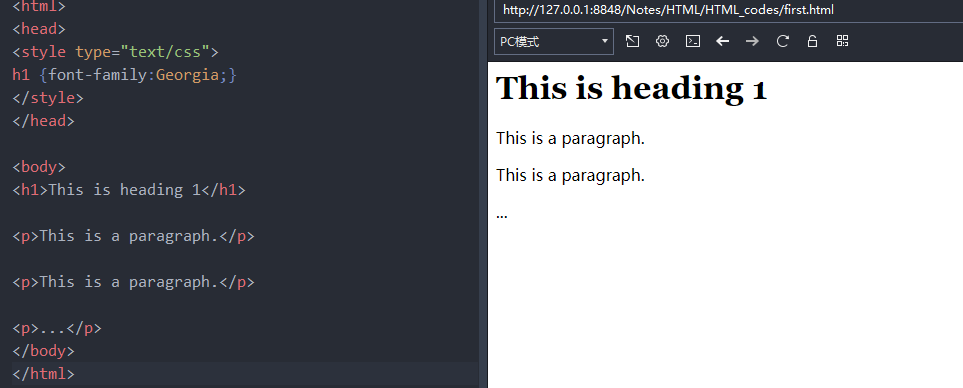 <html>
<head>
<style type="text/css">
h1 {font-family:Georgia;}
</style>
</head>
<body>
<h1>This is heading 1</h1>
<p>This is a paragraph.</p>
<p>This is a paragraph.</p>
<p>...</p>
</body>
</html>
http://127.0.0.1:8848/Notes/HTML/HTML_codes/first.html
PC模式
This is heading 1
This is a paragraph.
This is a paragraph.
...